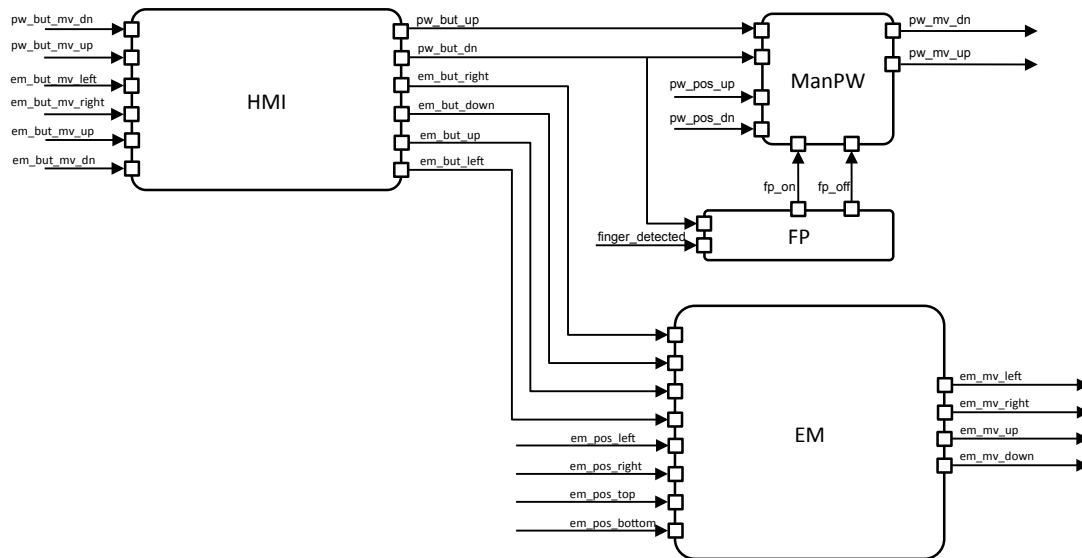 pw_but_mv_dn
pw_but_mv_up
em_but_mv_left
em_but_mv_right
em_but_mv_up
em_but_mv_dn
HMI
pw_but_up
pw_but_dn
em_but_right
em_but_down
em_but_up
em_but_left
pw_pos_up
pw_pos_dn
ManPW
pw_mv_dn
pw_mv_up
fp_on
fp_off
finger_detected
FP
em_pos_left
em_pos_right
em_pos_top
em_pos_bottom
EM
em_mv_left
em_mv_right
em_mv_up
em_mv_down